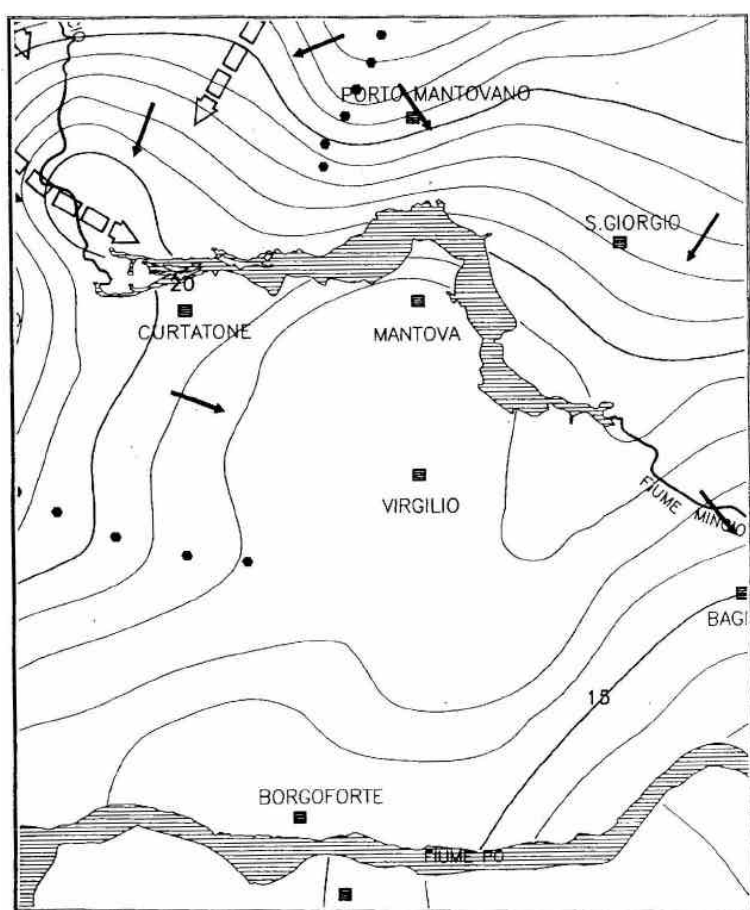 PORTO MANTOVANO
S.GIORGIO
20
CURTATONE
MANTOVA
VIRGILIO
FIUME MINCIO
BAGI
15
BORGOFORTE
FIUME PO